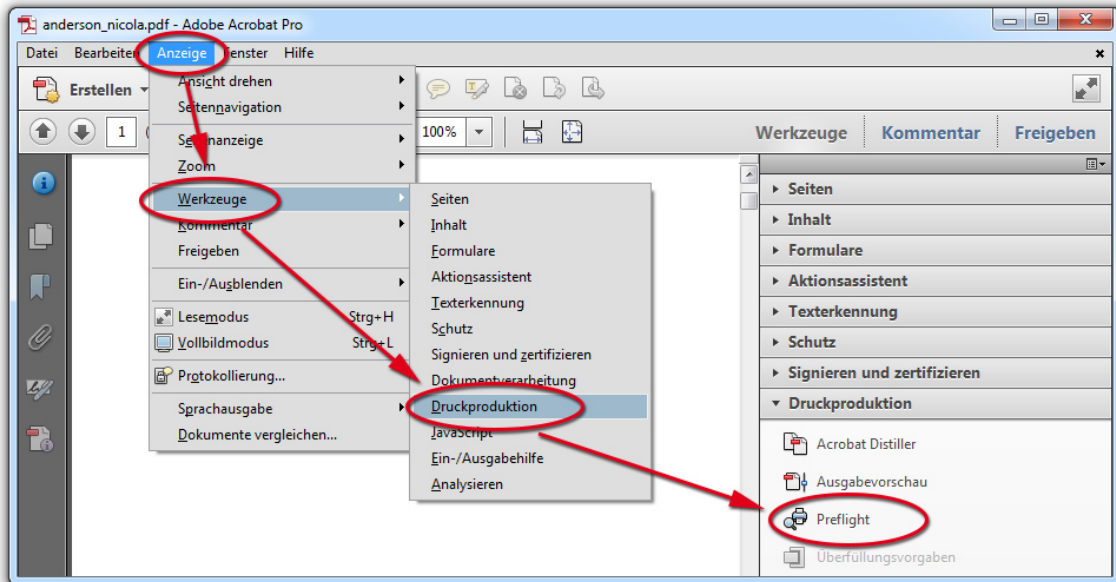 anderson_nicola.pdf - Adobe Acrobat Pro
Datei Bearbeiten Anzeige Fenster Hilfe
Erstellen
1 100% Werkzeuge Kommentar Freigeben
Ansicht drehen
Seitennavigation
Seitenanzeige
Zoom
Werkzeuge
Kommentar
Freigeben
Ein-/Ausblenden
Lesemodus Strg+H
Vollbildmodus Strg+L
Protokollierung...
Sprachausgabe
Dokumente vergleichen...
Seiten
Inhalt
Formulare
Aktionsassistent
Texterkennung
Schutz
Signieren und zertifizieren
Dokumentverarbeitung
Druckproduktion
JavaScript
Ein-/Ausgabehilfe
Analysieren
Seiten
Inhalt
Formulare
Aktionsassistent
Texterkennung
Schutz
Signieren und zertifizieren
Druckproduktion
Acrobat Distiller
Ausgabevorschau
Preflight
Überfüllungsvorgaben